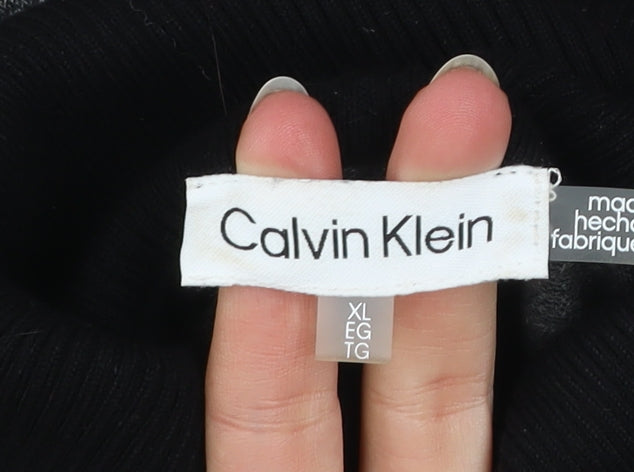 Calvin Klein
XL
EG
TG
hecho